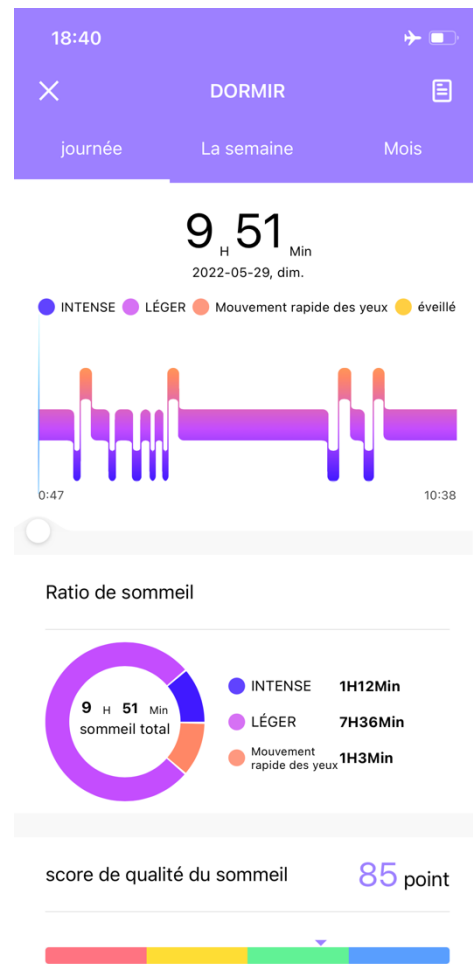 18:40
DORMIR
journée La semaine Mois
9 H 51 Min
2022-05-29, dim.
INTENSE LÉGER Mouvement rapide des yeux éveillé
0:47 10:38
Ratio de sommeil
9 H 51 Min
sommeil total
INTENSE 1H12Min
LÉGER 7H36Min
Mouvement
rapide des yeux 1H3Min
score de qualité du sommeil 85 point